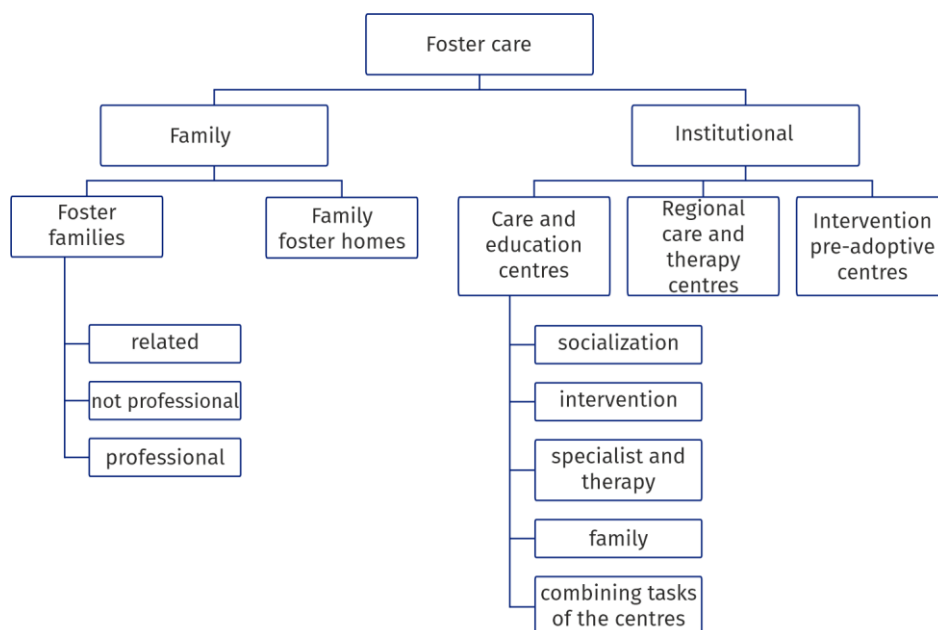 Foster care
Family
Institutional
Foster
families
Family
foster homes
Care and
education
centres
Regional
care and
therapy
centres
Intervention
pre-adoptive
centres
related
not professional
professional
socialization
intervention
specialist and
therapy
family
combining tasks
of the centres